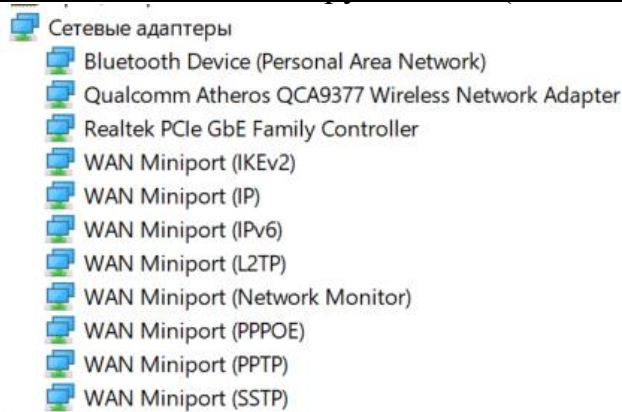 Сетевые адаптеры
Bluetooth Device (Personal Area Network)
Qualcomm Atheros QCA9377 Wireless Network Adapter
Realtek PCIe GbE Family Controller
WAN Miniport (IKEv2)
WAN Miniport (IP)
WAN Miniport (IPv6)
WAN Miniport (L2TP)
WAN Miniport (Network Monitor)
WAN Miniport (PPPOE)
WAN Miniport (PPTP)
WAN Miniport (SSTP)